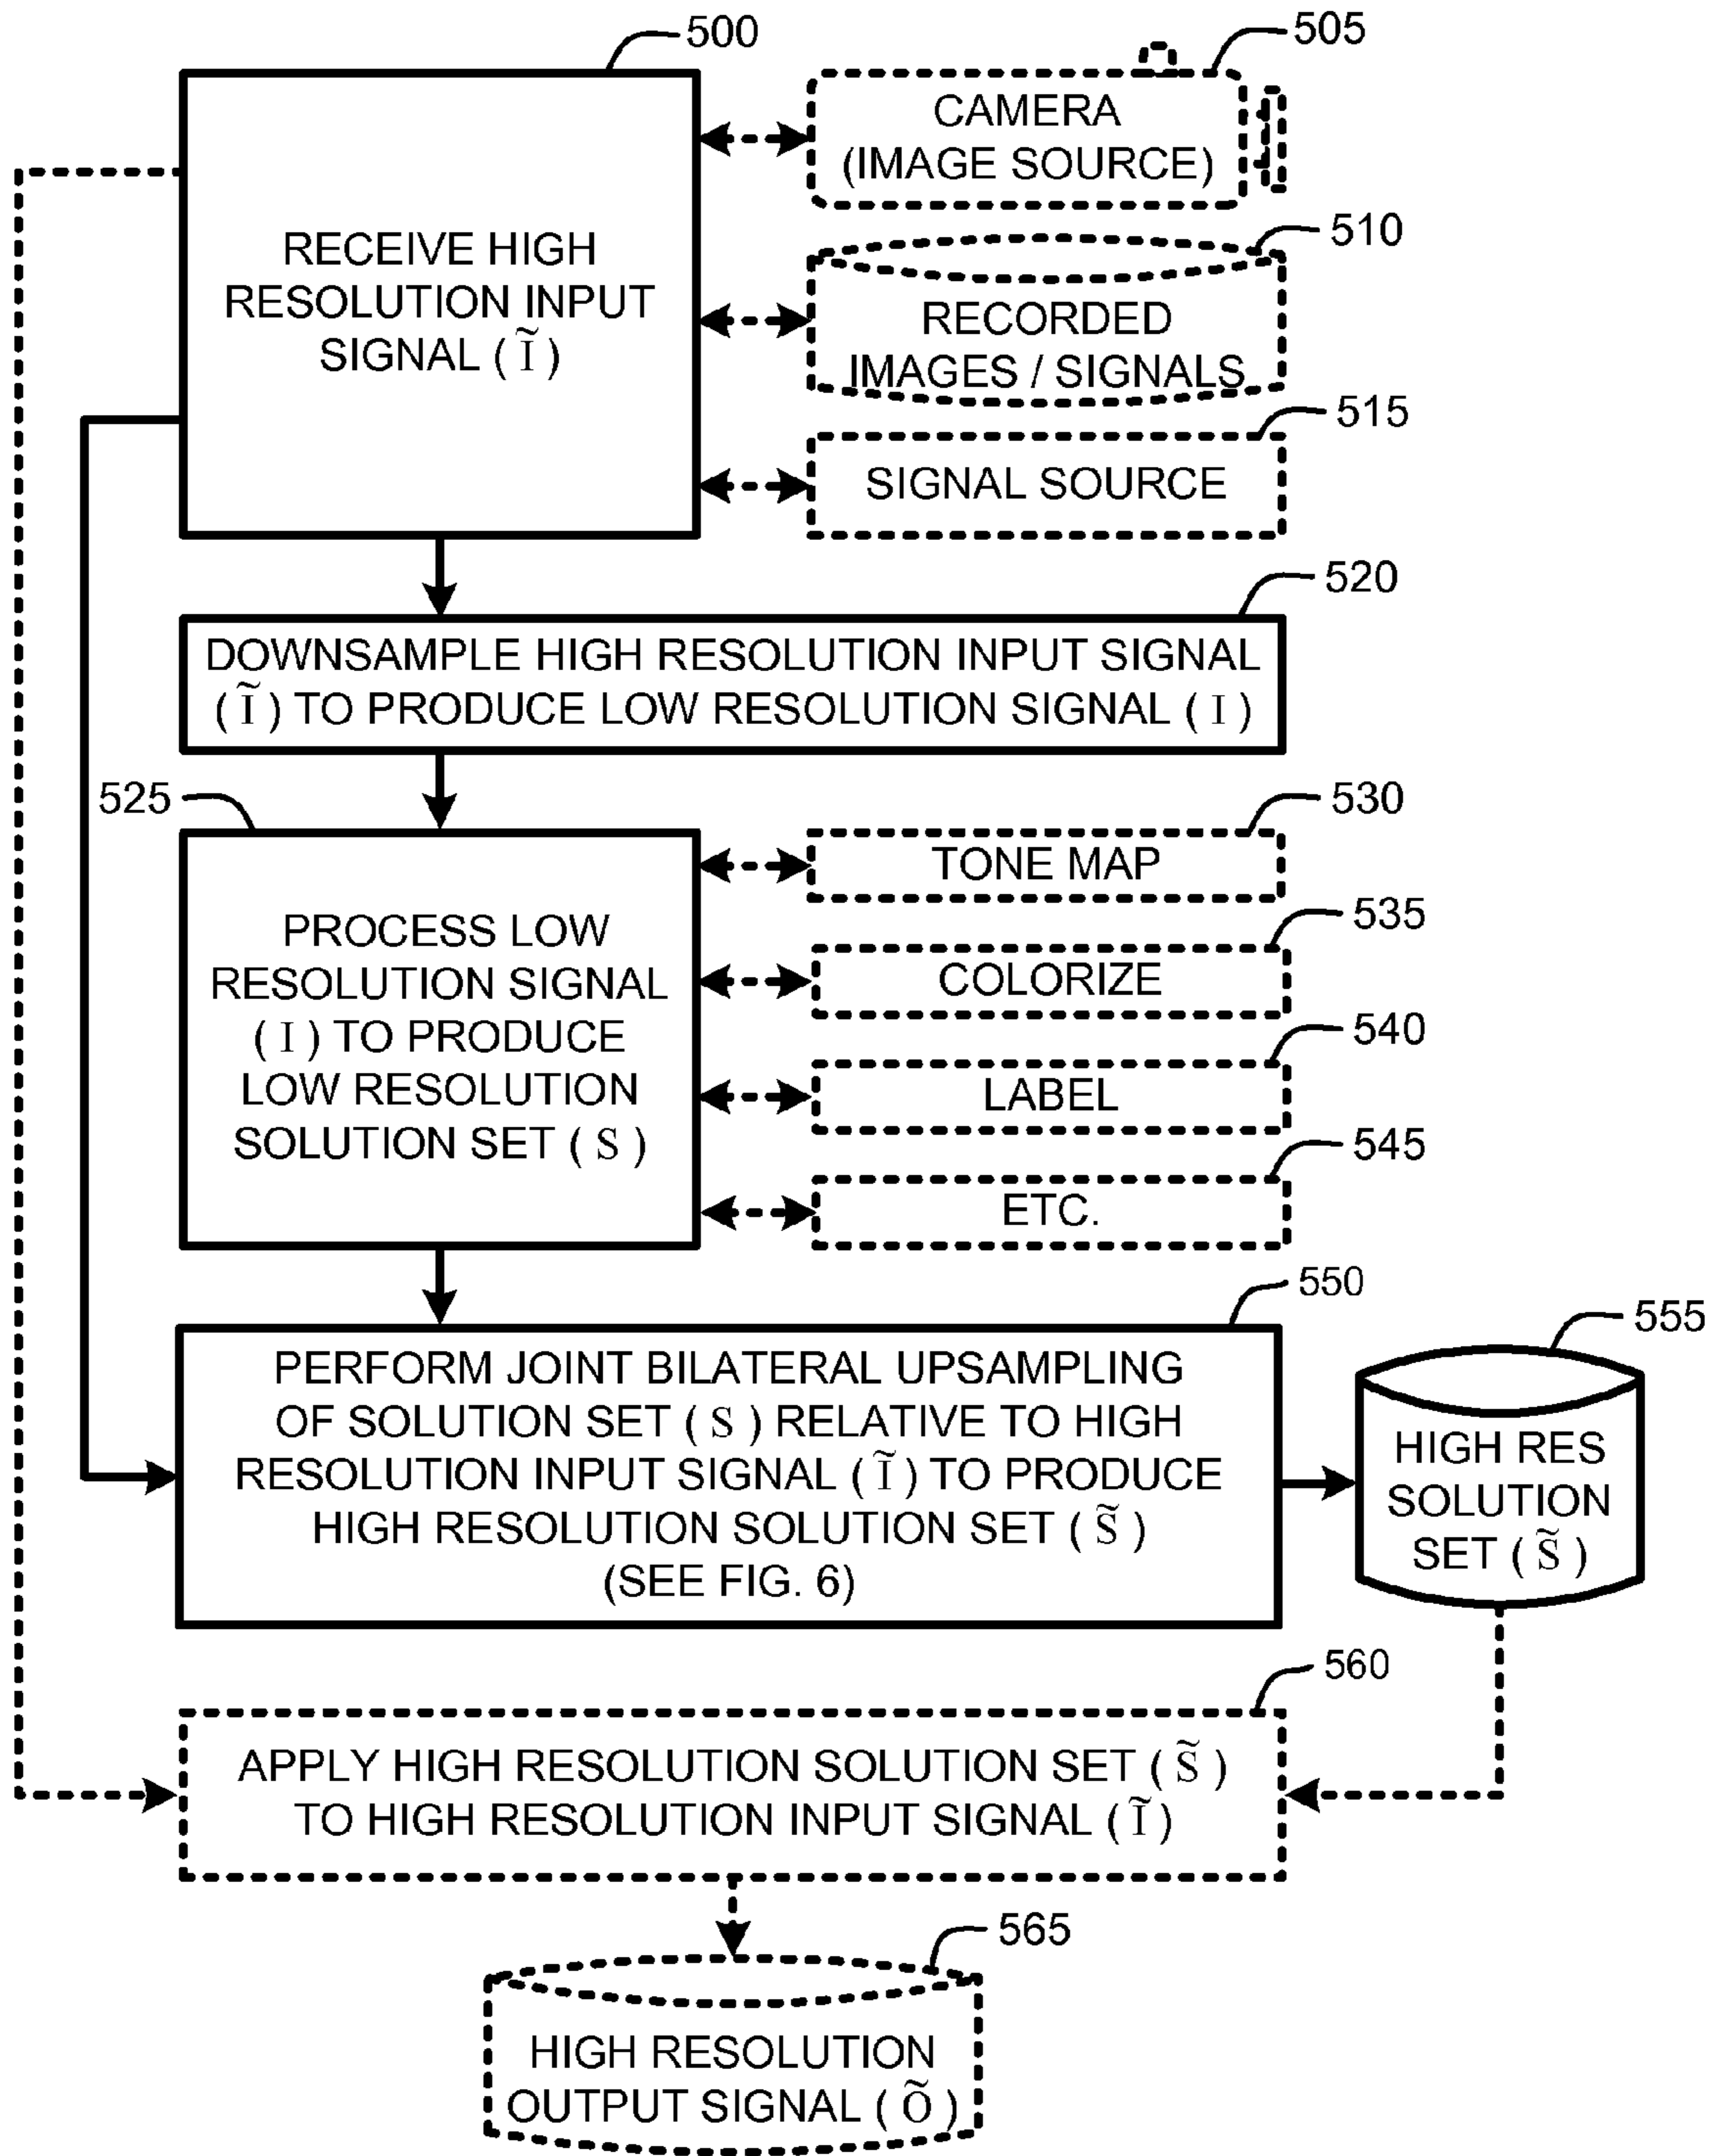 500
505
CAMERA
(IMAGE SOURCE)
RECEIVE HIGH
RESOLUTION INPUT
SIGNAL ( Ĩ )
510
RECORDED
IMAGES / SIGNALS
515
SIGNAL SOURCE
520
DOWNSAMPLE HIGH RESOLUTION INPUT SIGNAL
( Ĩ ) TO PRODUCE LOW RESOLUTION SIGNAL ( I )
525
PROCESS LOW
RESOLUTION SIGNAL
( I ) TO PRODUCE
LOW RESOLUTION
SOLUTION SET ( S )
530
TONE MAP
535
COLORIZE
540
LABEL
545
ETC.
550
PERFORM JOINT BILATERAL UPSAMPLING
OF SOLUTION SET ( S ) RELATIVE TO HIGH
RESOLUTION INPUT SIGNAL ( Ĩ ) TO PRODUCE
HIGH RESOLUTION SOLUTION SET ( S̃ )
(SEE FIG. 6)
555
HIGH RES
SOLUTION
SET ( S̃ )
560
APPLY HIGH RESOLUTION SOLUTION SET ( S̃ )
TO HIGH RESOLUTION INPUT SIGNAL ( Ĩ )
565
HIGH RESOLUTION
OUTPUT SIGNAL ( Õ )